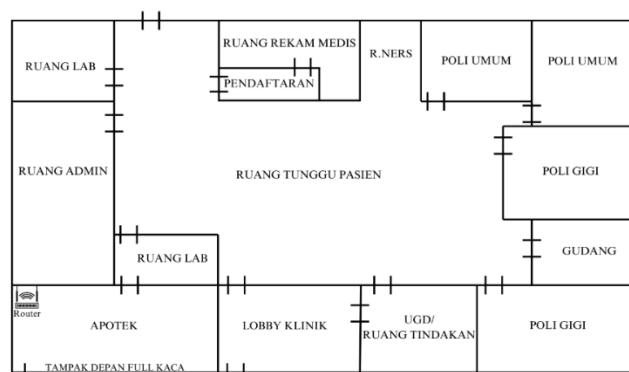 RUANG LAB
RUANG REKAM MEDIS
PENDAFTARAN
R.NERS
POLI UMUM
POLI UMUM
RUANG ADMIN
RUANG TUNGGU PASIEN
POLI GIGI
RUANG LAB
GUDANG
Router
APOTEK
LOBBY KLINIK
UGD/
RUANG TINDAKAN
POLI GIGI
TAMPAK DEPAN FULL KACA